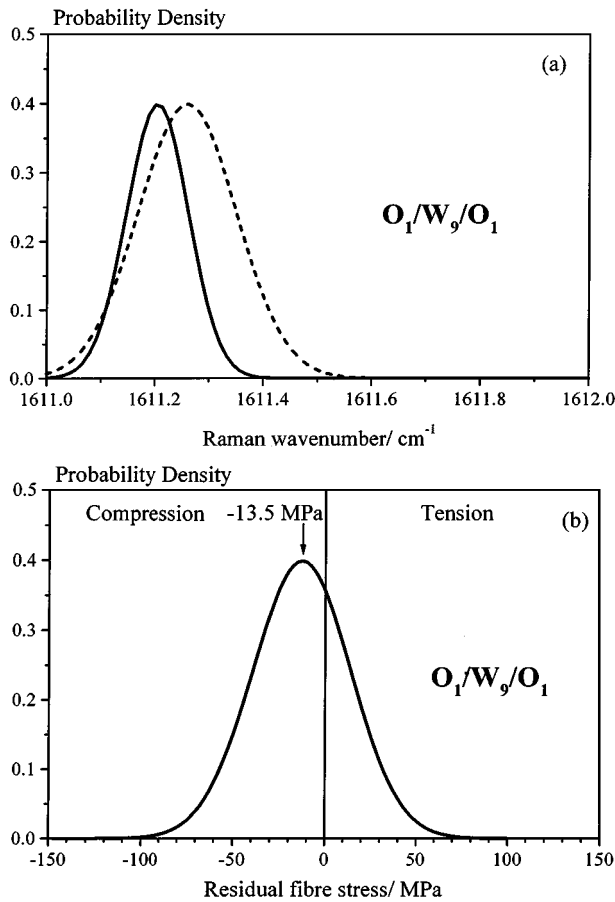 Probability Density
0.5
(a)
0.4
0.3
O₁/W₉/O₁
0.2
0.1
0.0
1611.0 1611.2 1611.4 1611.6 1611.8 1612.0
Raman wavenumber/ cm⁻¹
Probability Density
0.5
Compression -13.5 MPa Tension (b)
0.4
0.3
O₁/W₉/O₁
0.2
0.1
0.0
-150 -100 -50 0 50 100 150
Residual fibre stress/ MPa